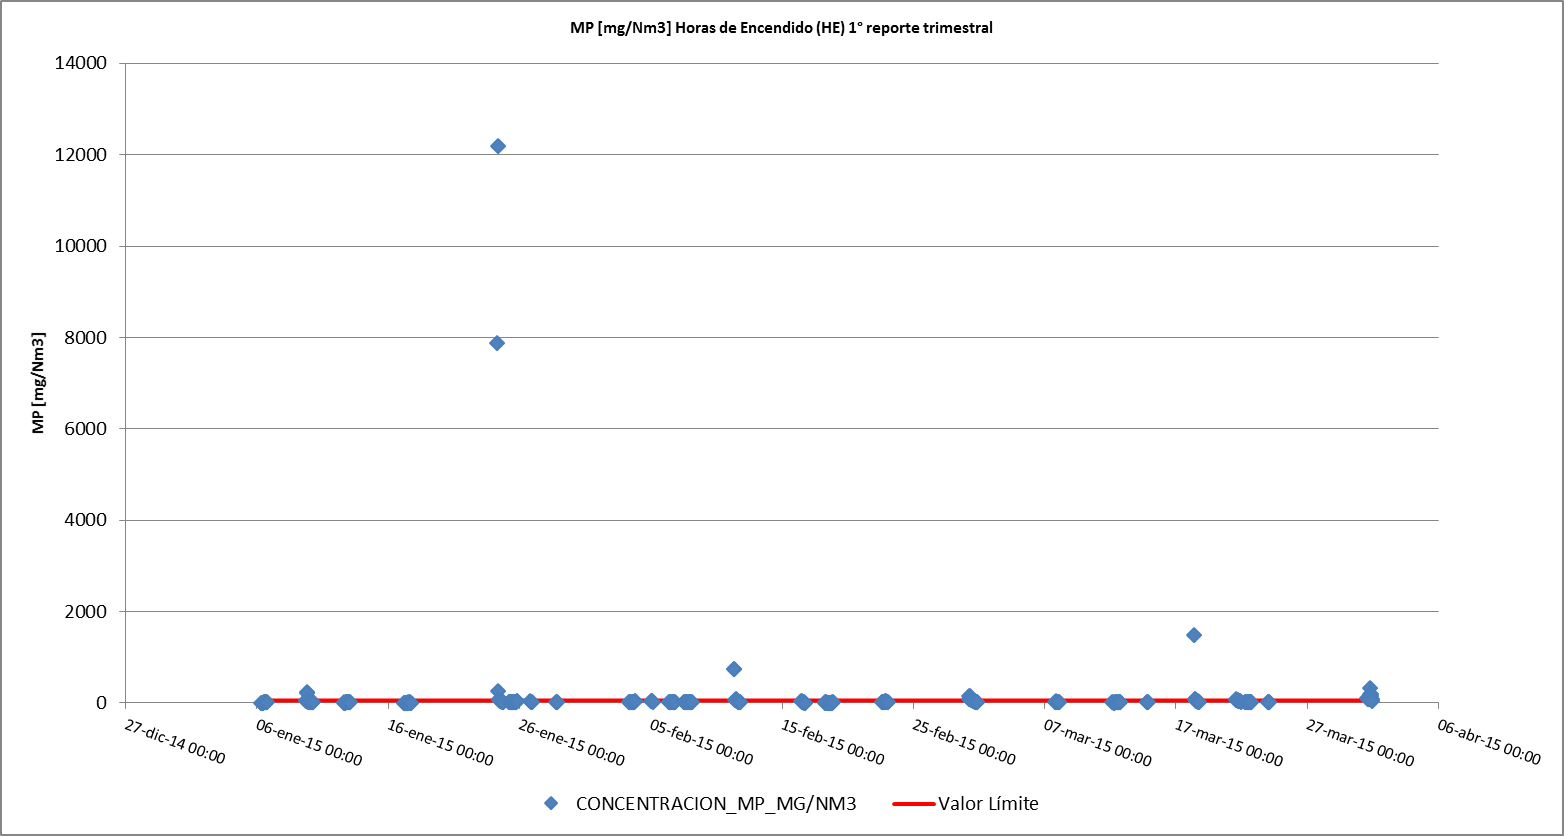 MP [mg/Nm3] Horas de Encendido (HE) 1° reporte trimestral
14000
12000
10000
8000
6000
4000
2000
0
MP [mg/Nm3]
27-dic-14 00:00
06-ene-15 00:00
16-ene-15 00:00
26-ene-15 00:00
05-feb-15 00:00
15-feb-15 00:00
25-feb-15 00:00
07-mar-15 00:00
17-mar-15 00:00
27-mar-15 00:00
06-abr-15 00:00
CONCENTRACION_MP_MG/NM3
Valor Límite